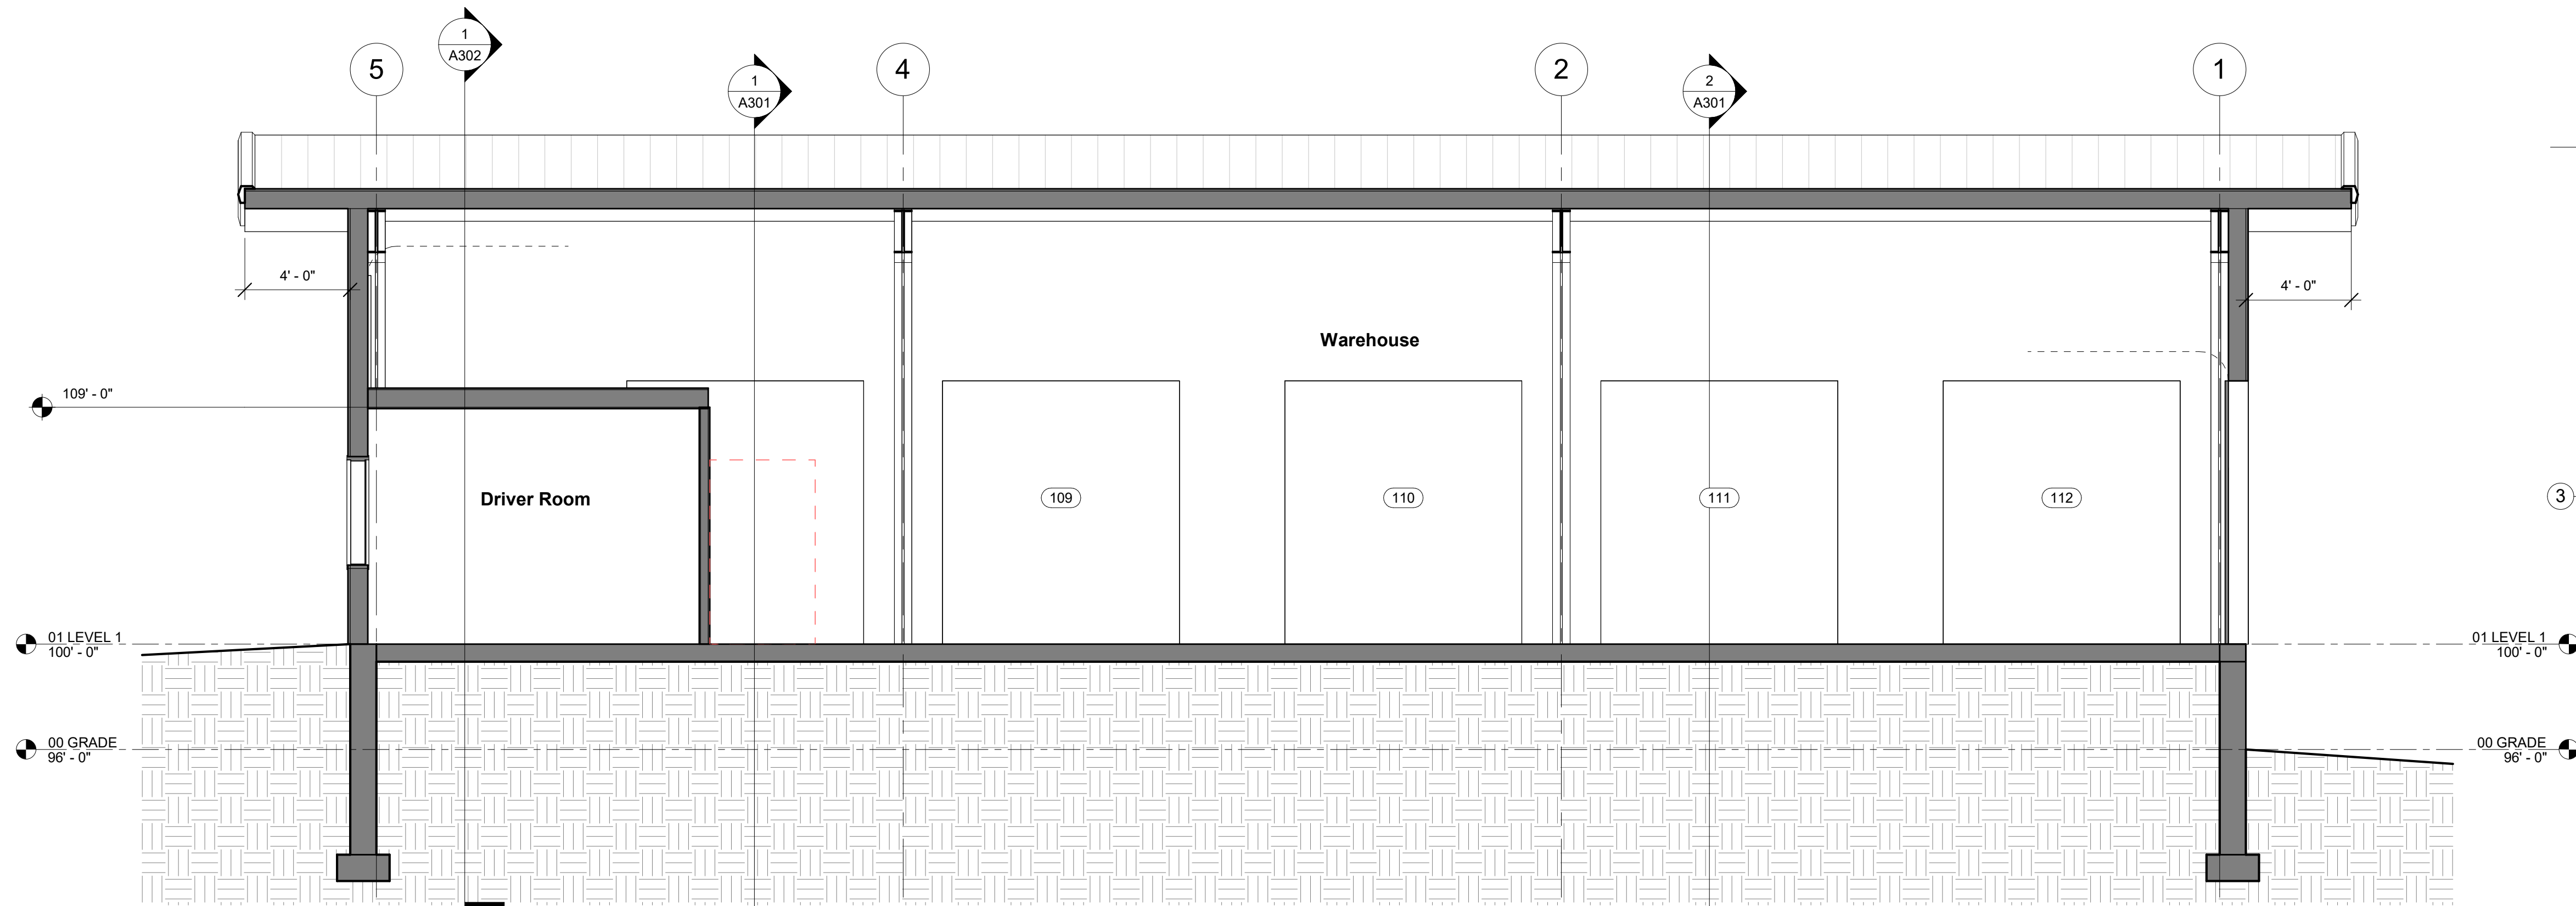 1
A302
5
1
A301
4
2
2
A301
1
4' - 0"
4' - 0"
Warehouse
109' - 0"
Driver Room
109
110
111
112
3
01 LEVEL 1
100' - 0"
01 LEVEL 1
100' - 0"
00 GRADE
96' - 0"
00 GRADE
96' - 0"